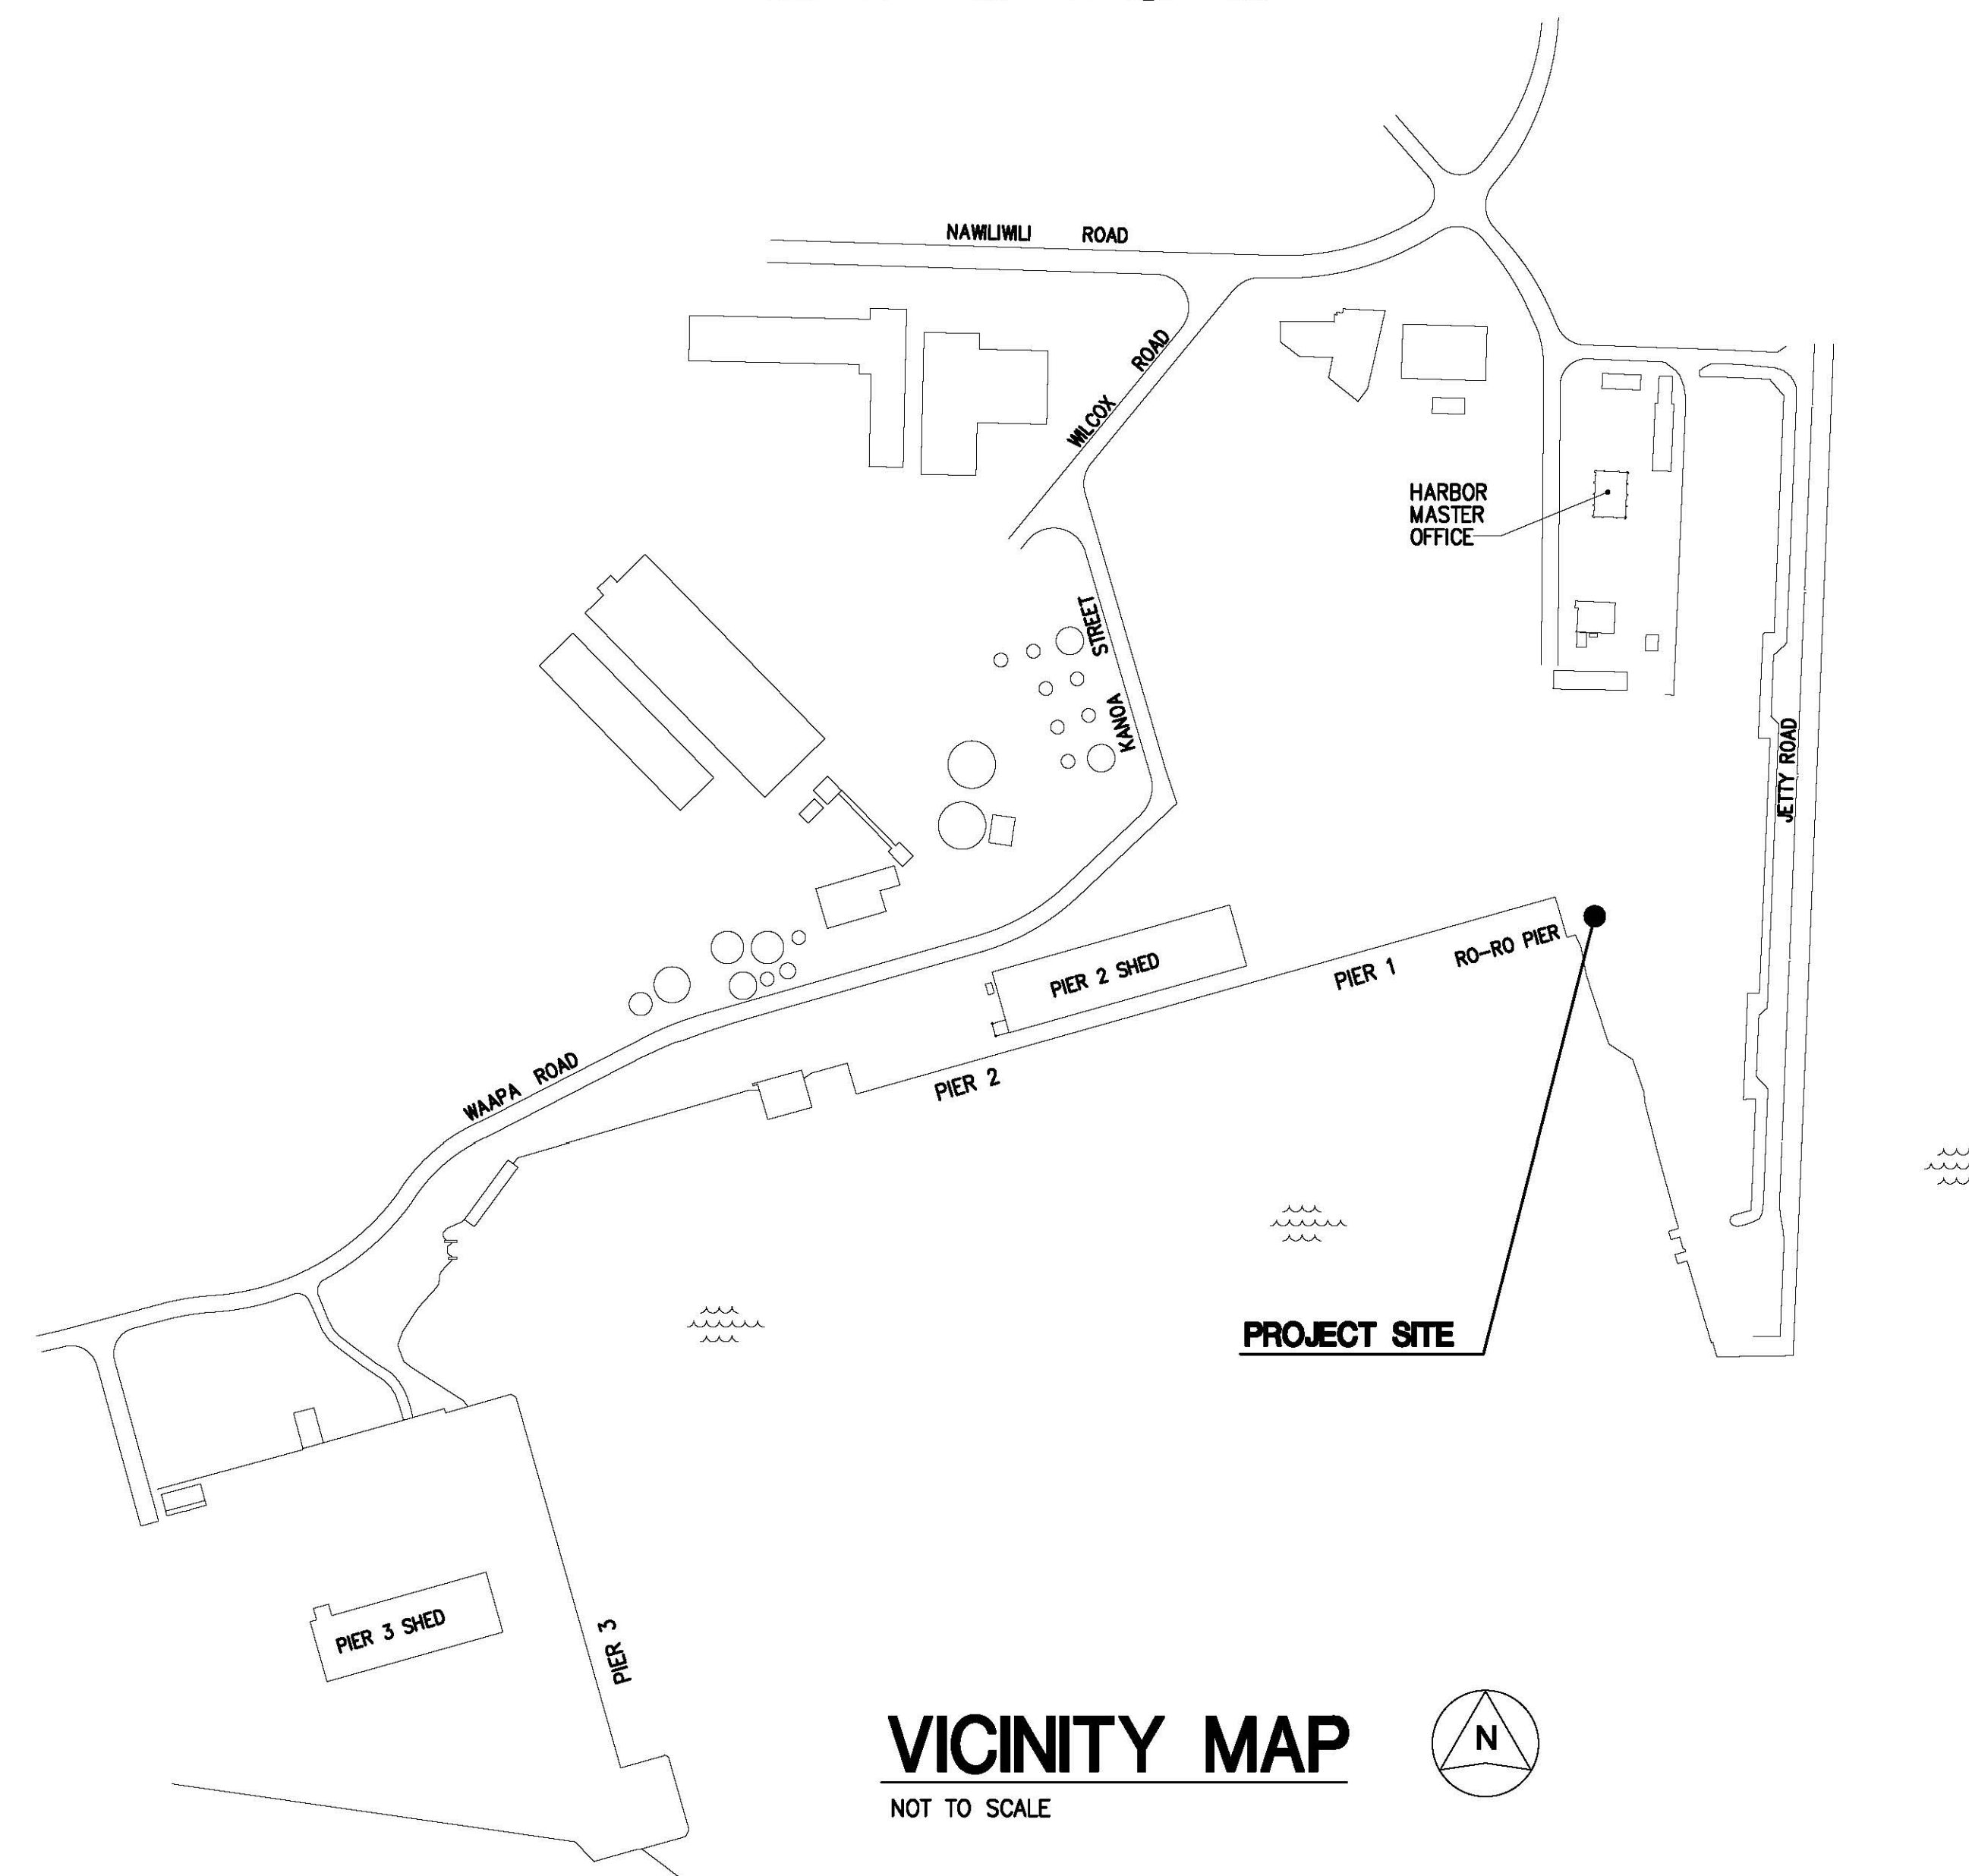 NAWILIWILI ROAD
WILCOX ROAD
HARBOR
MASTER
OFFICE
KANOA STREET
JETTY ROAD
RO-RO PIER
PIER 1
PIER 2 SHED
PIER 2
WAAPA ROAD
PROJECT SITE
PIER 3 SHED
PIER 3
VICINITY MAP
N
NOT TO SCALE